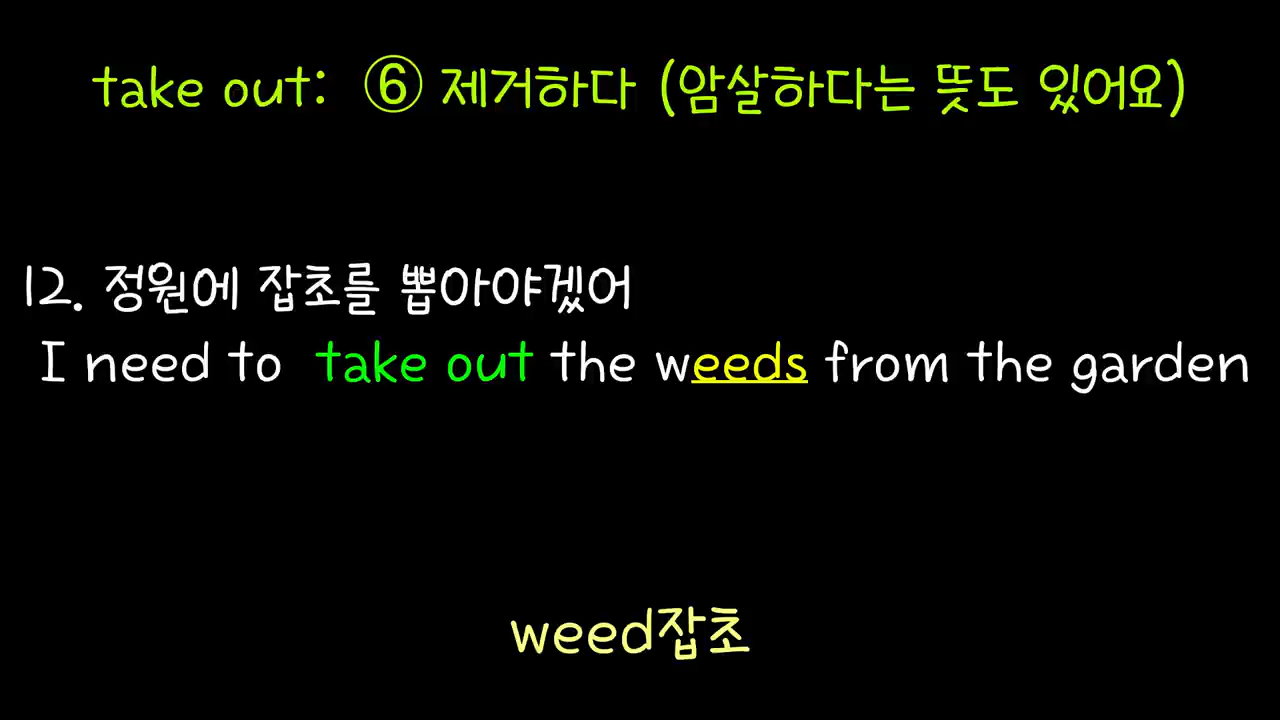 take out: ⑥ 제거하다 (암살하다는 뜻도 있어요)
12. 정원에 잡초를 뽑아야겠어
I need to take out the weeds from the garden
weed잡초